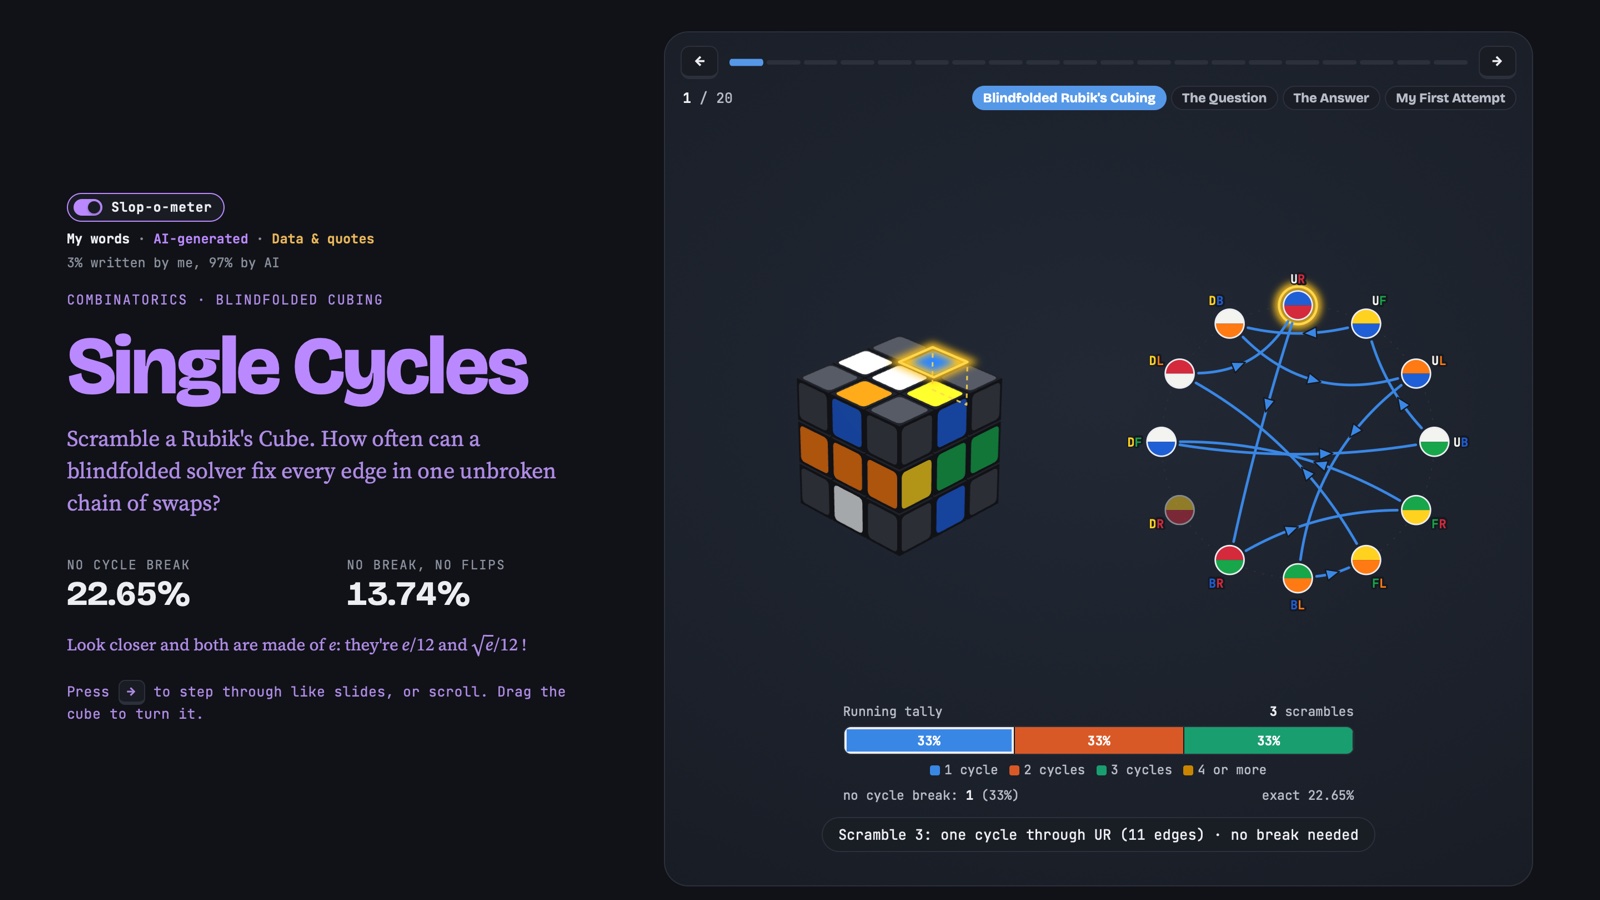 Slop-o-meter
My words · AI-generated · Data & quotes
3% written by me, 97% by AI
COMBINATORICS · BLINDFOLDED CUBING
Single Cycles
Scramble a Rubik's Cube. How often can a
blindfolded solver fix every edge in one unbroken
chain of swaps?
NO CYCLE BREAK
22.65%
NO BREAK, NO FLIPS
13.74%
Look closer and both are made of e: they're e/12 and √e/12 !
Press → to step through like slides, or scroll. Drag the
cube to turn it.
← →
1 / 20
Blindfolded Rubik's Cubing
The Question
The Answer
My First Attempt
UR
UF
UL
UB
FR
FL
BL
BR
DR
DF
DL
DB
Running tally
3 scrambles
33% 33% 33%
1 cycle 2 cycles 3 cycles 4 or more
no cycle break: 1 (33%)
exact 22.65%
Scramble 3: one cycle through UR (11 edges) · no break needed